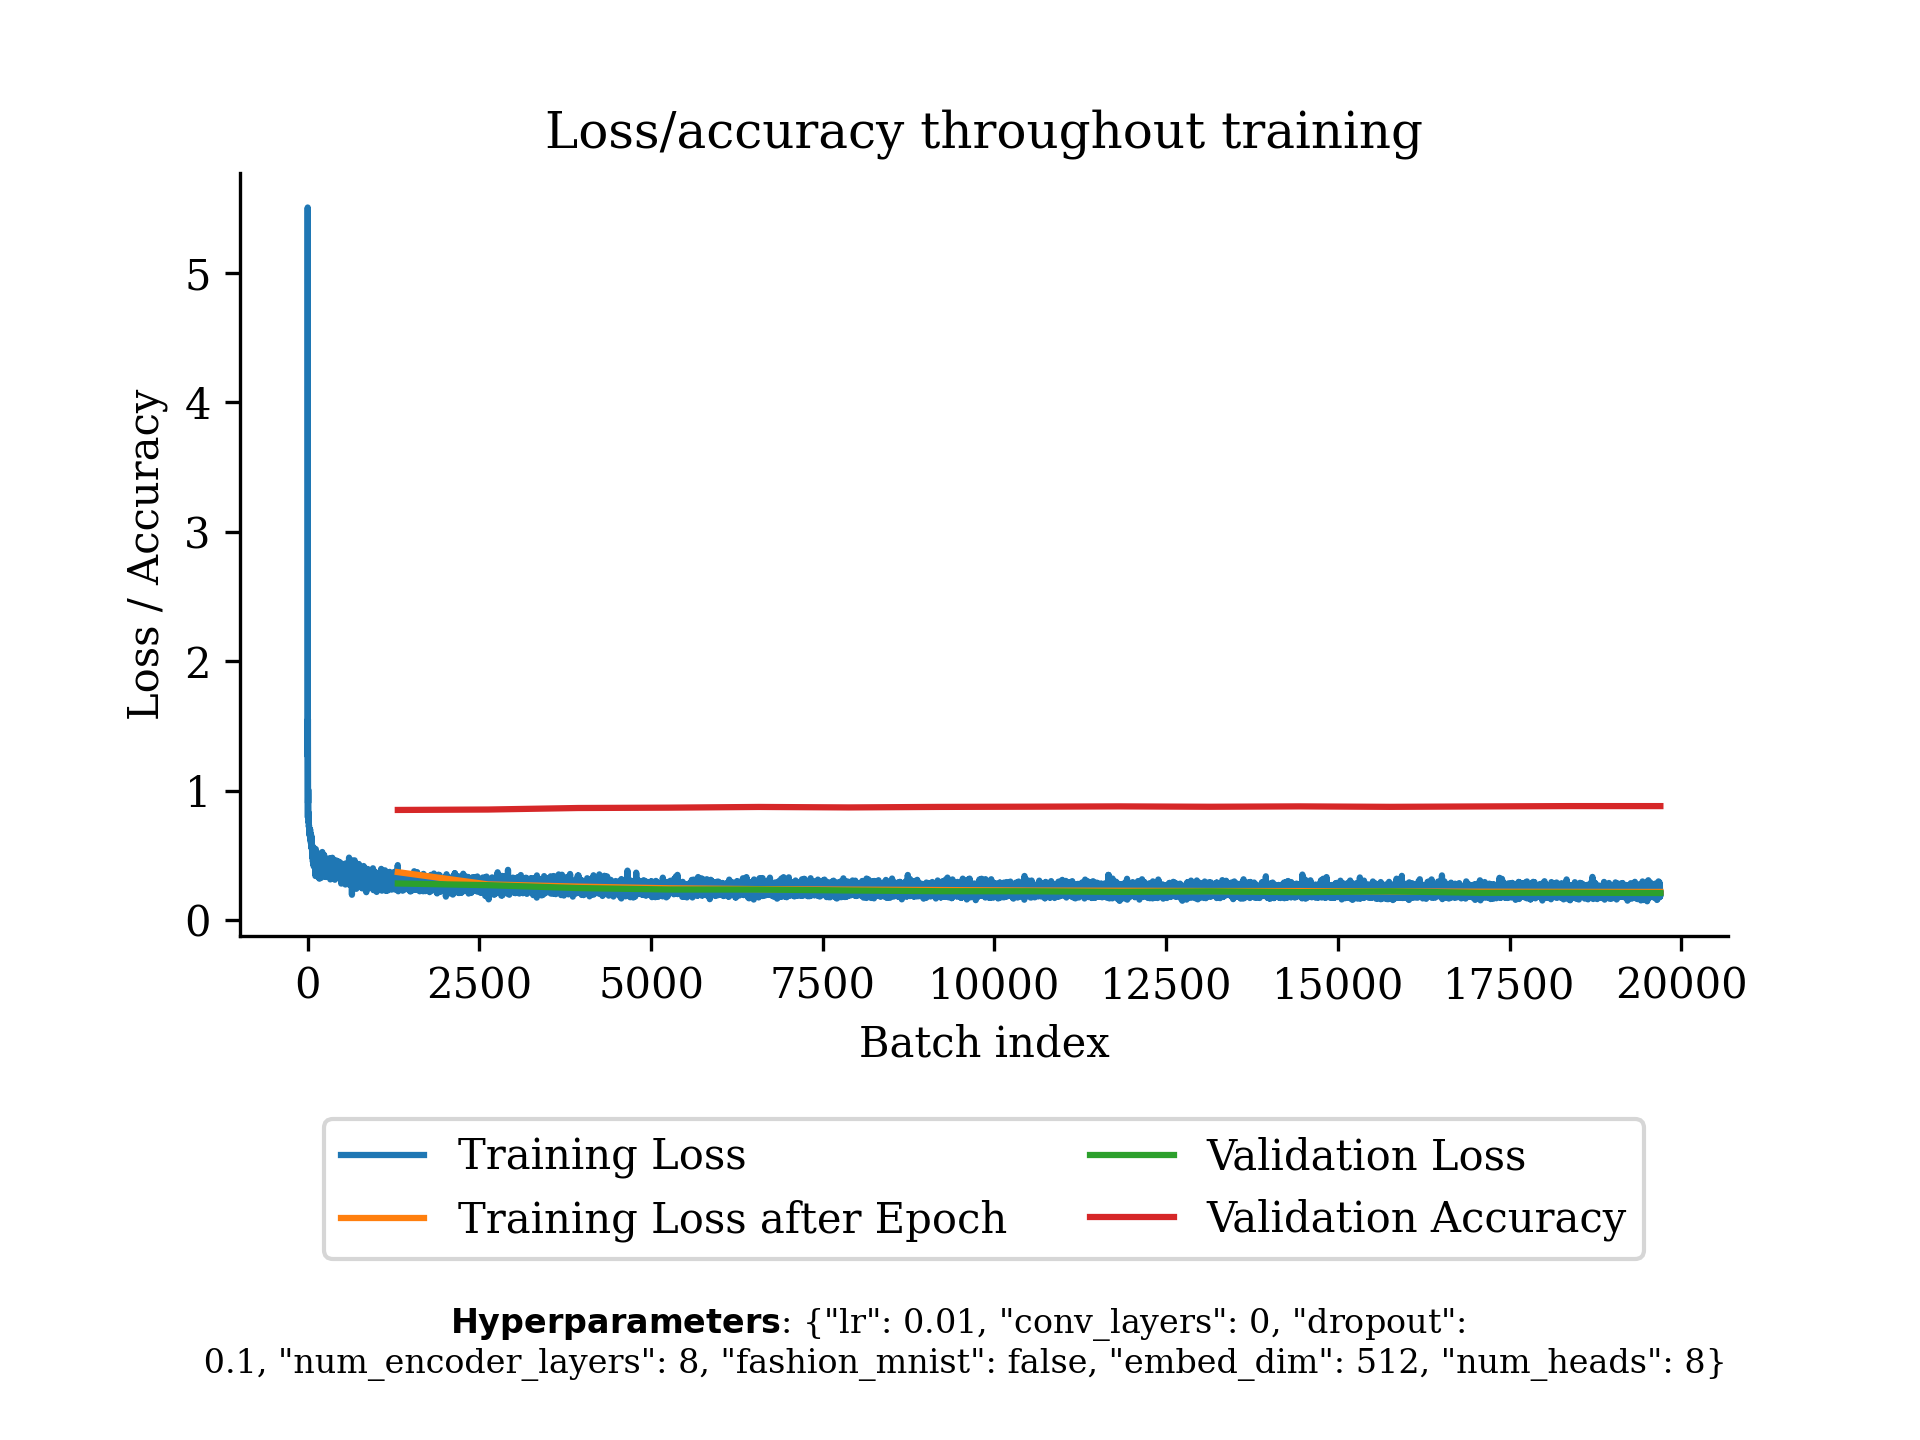 Loss/accuracy throughout training
Loss / Accuracy
5
4
3
2
1
0
0 2500 5000 7500 10000 12500 15000 17500 20000
Batch index
Training Loss
Training Loss after Epoch
Validation Loss
Validation Accuracy
Hyperparameters: {"lr": 0.01, "conv_layers": 0, "dropout":
0.1, "num_encoder_layers": 8, "fashion_mnist": false, "embed_dim": 512, "num_heads": 8}